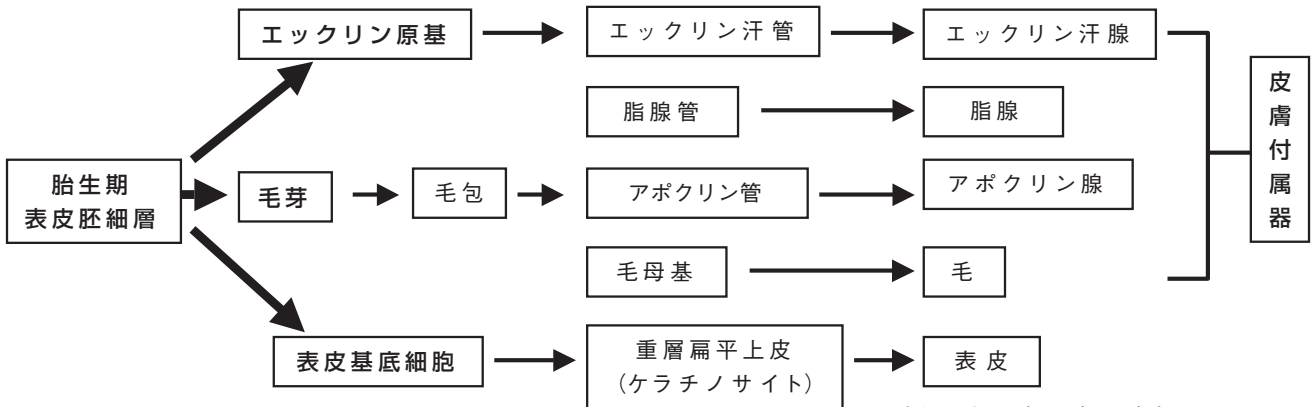 エックリン原基
エックリン汗管
エックリン汗腺
脂腺管
脂腺
胎生期
表皮胚細層
毛芽
毛包
アポクリン管
アポクリン腺
毛母基
毛
表皮基底細胞
重層扁平上皮
(ケラチノサイト)
表皮
皮膚付属器